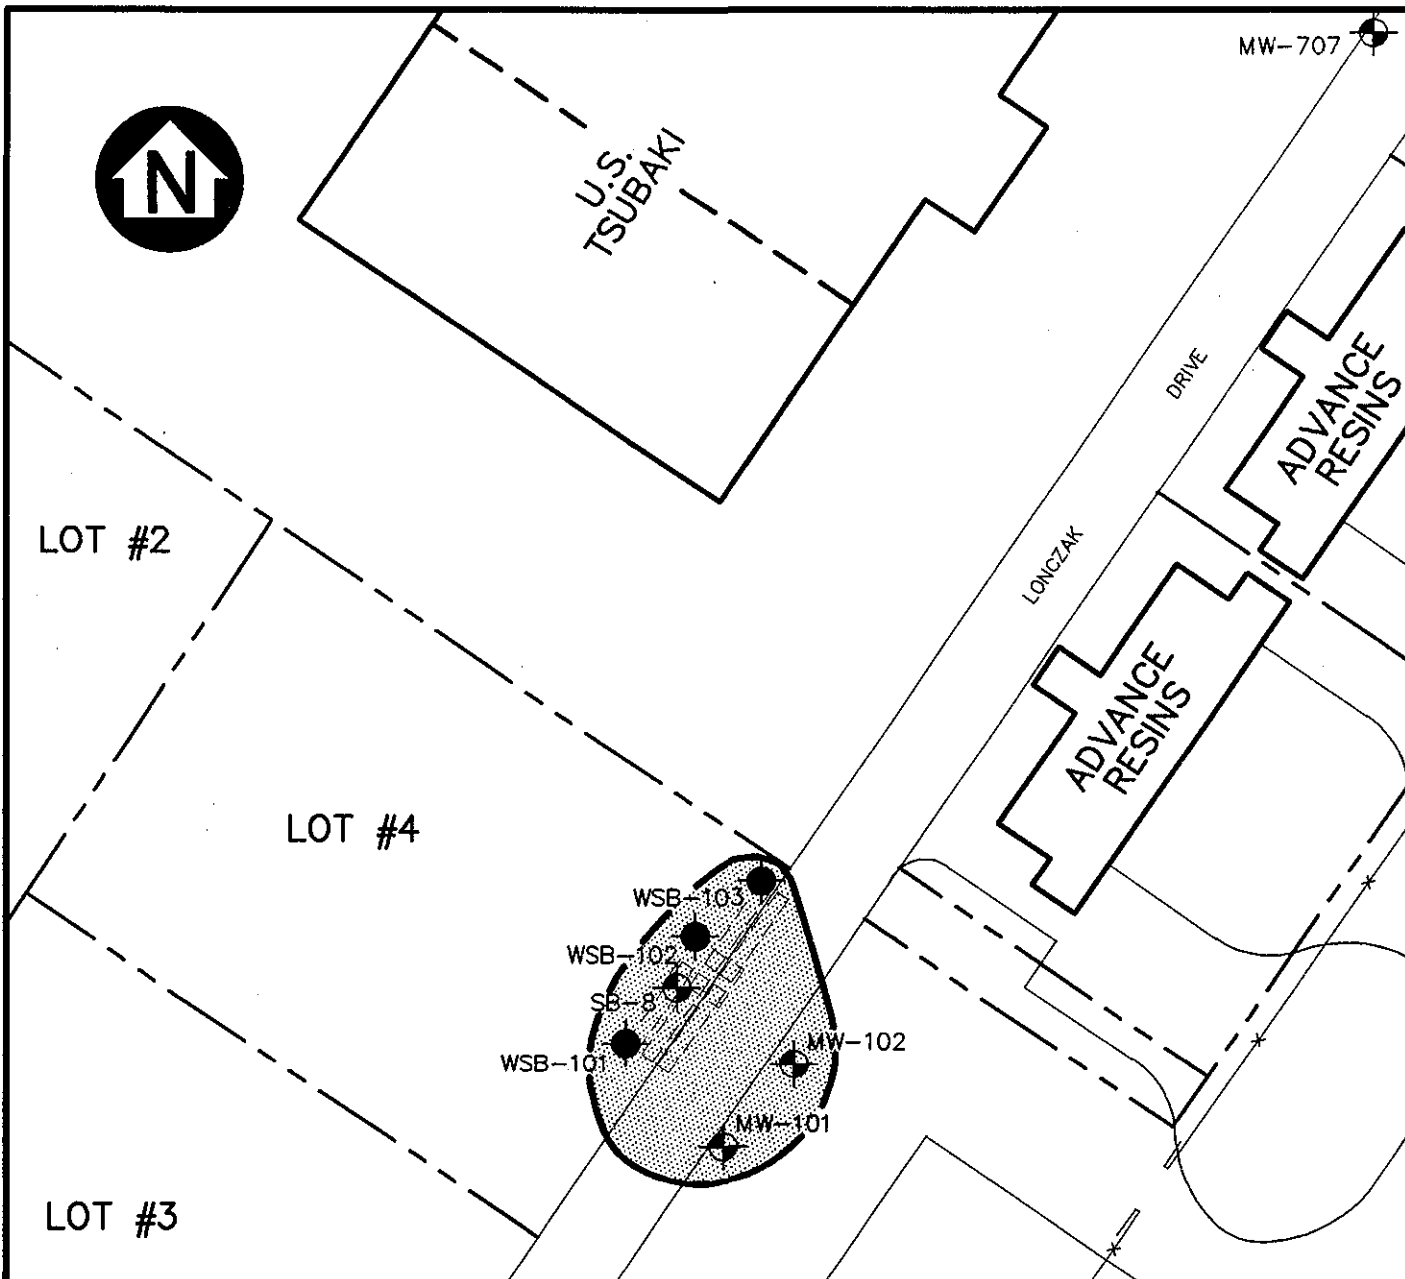 MW-707
N
U.S.
TSUBAKI
DRIVE
ADVANCE
RESINS
LOT #2
LONCZAK
ADVANCE
RESINS
LOT #4
WSB-103
WSB-102
SB-8
WSB-101
MW-102
MW-101
LOT #3